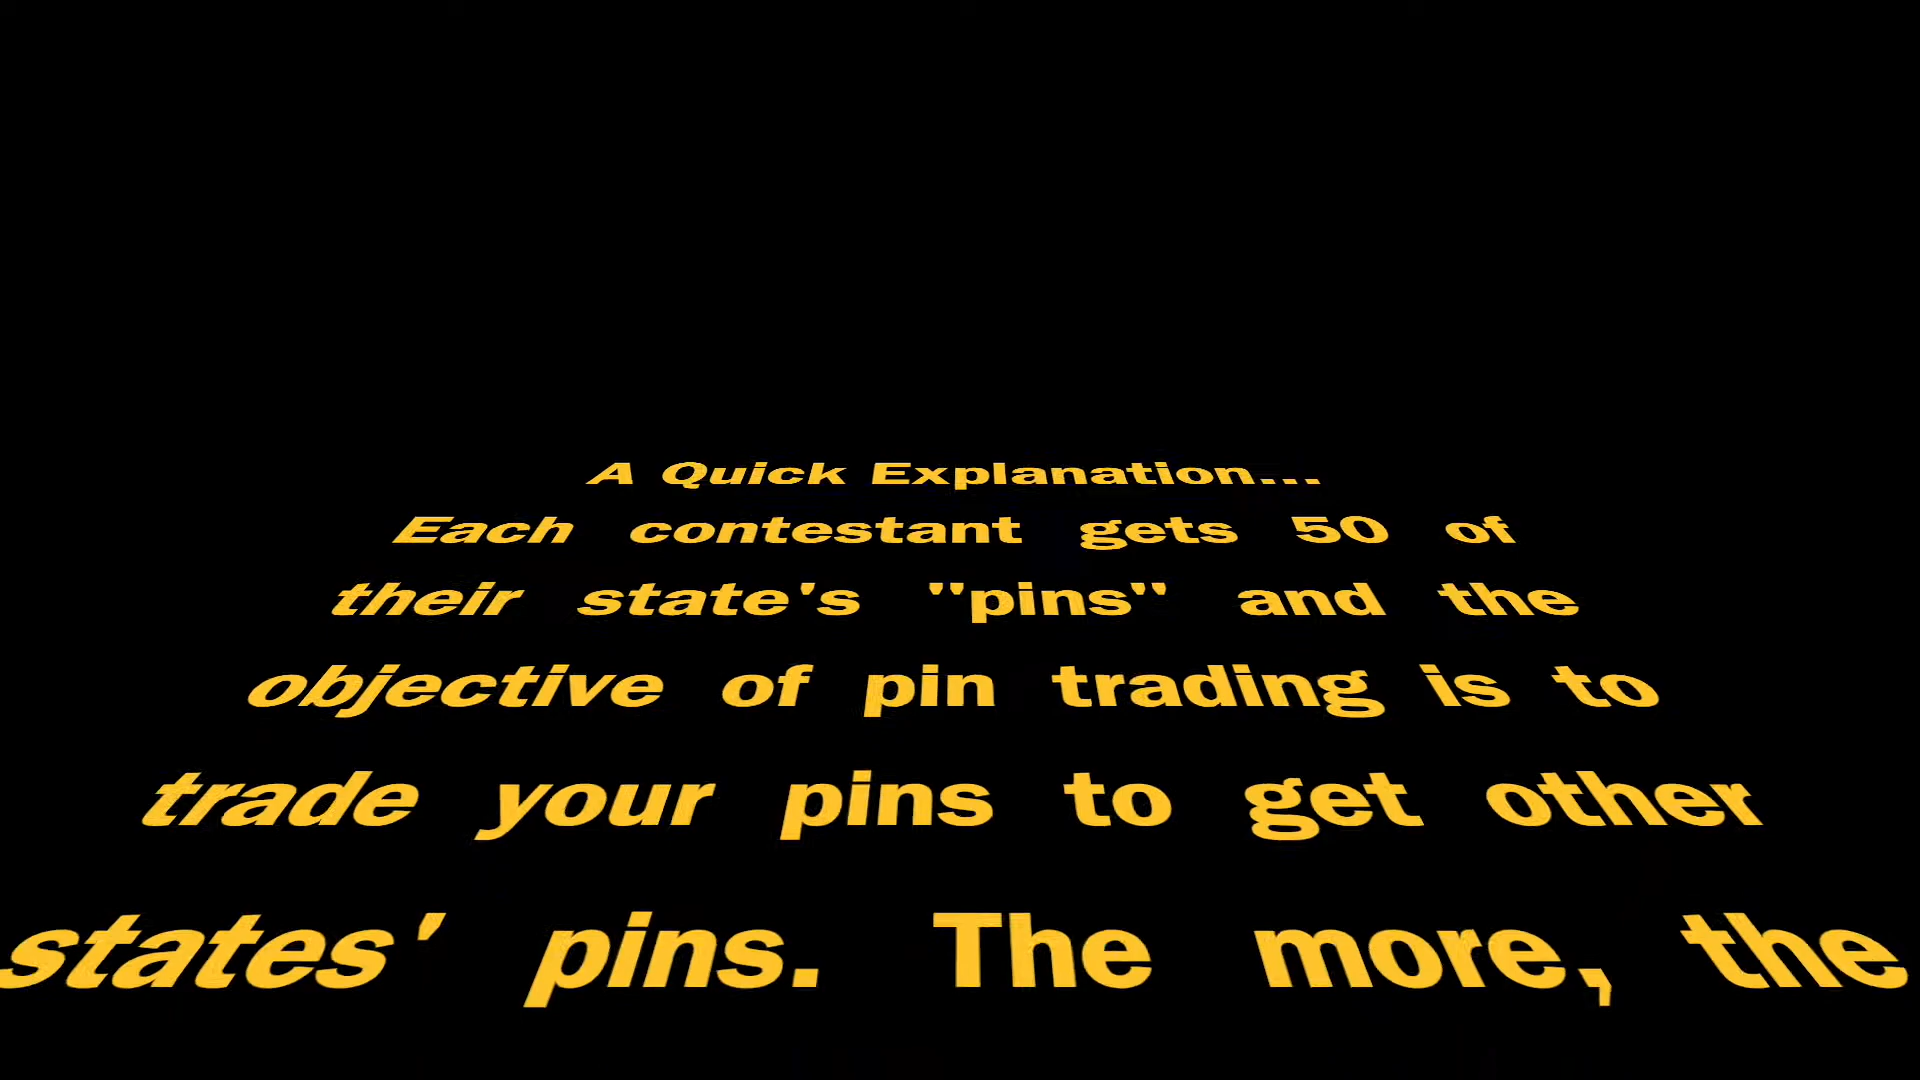 A Quick Explanation...
Each contestant gets 50 of
their state's "pins" and the
objective of pin trading is to
trade your pins to get other
states' pins. The more, the